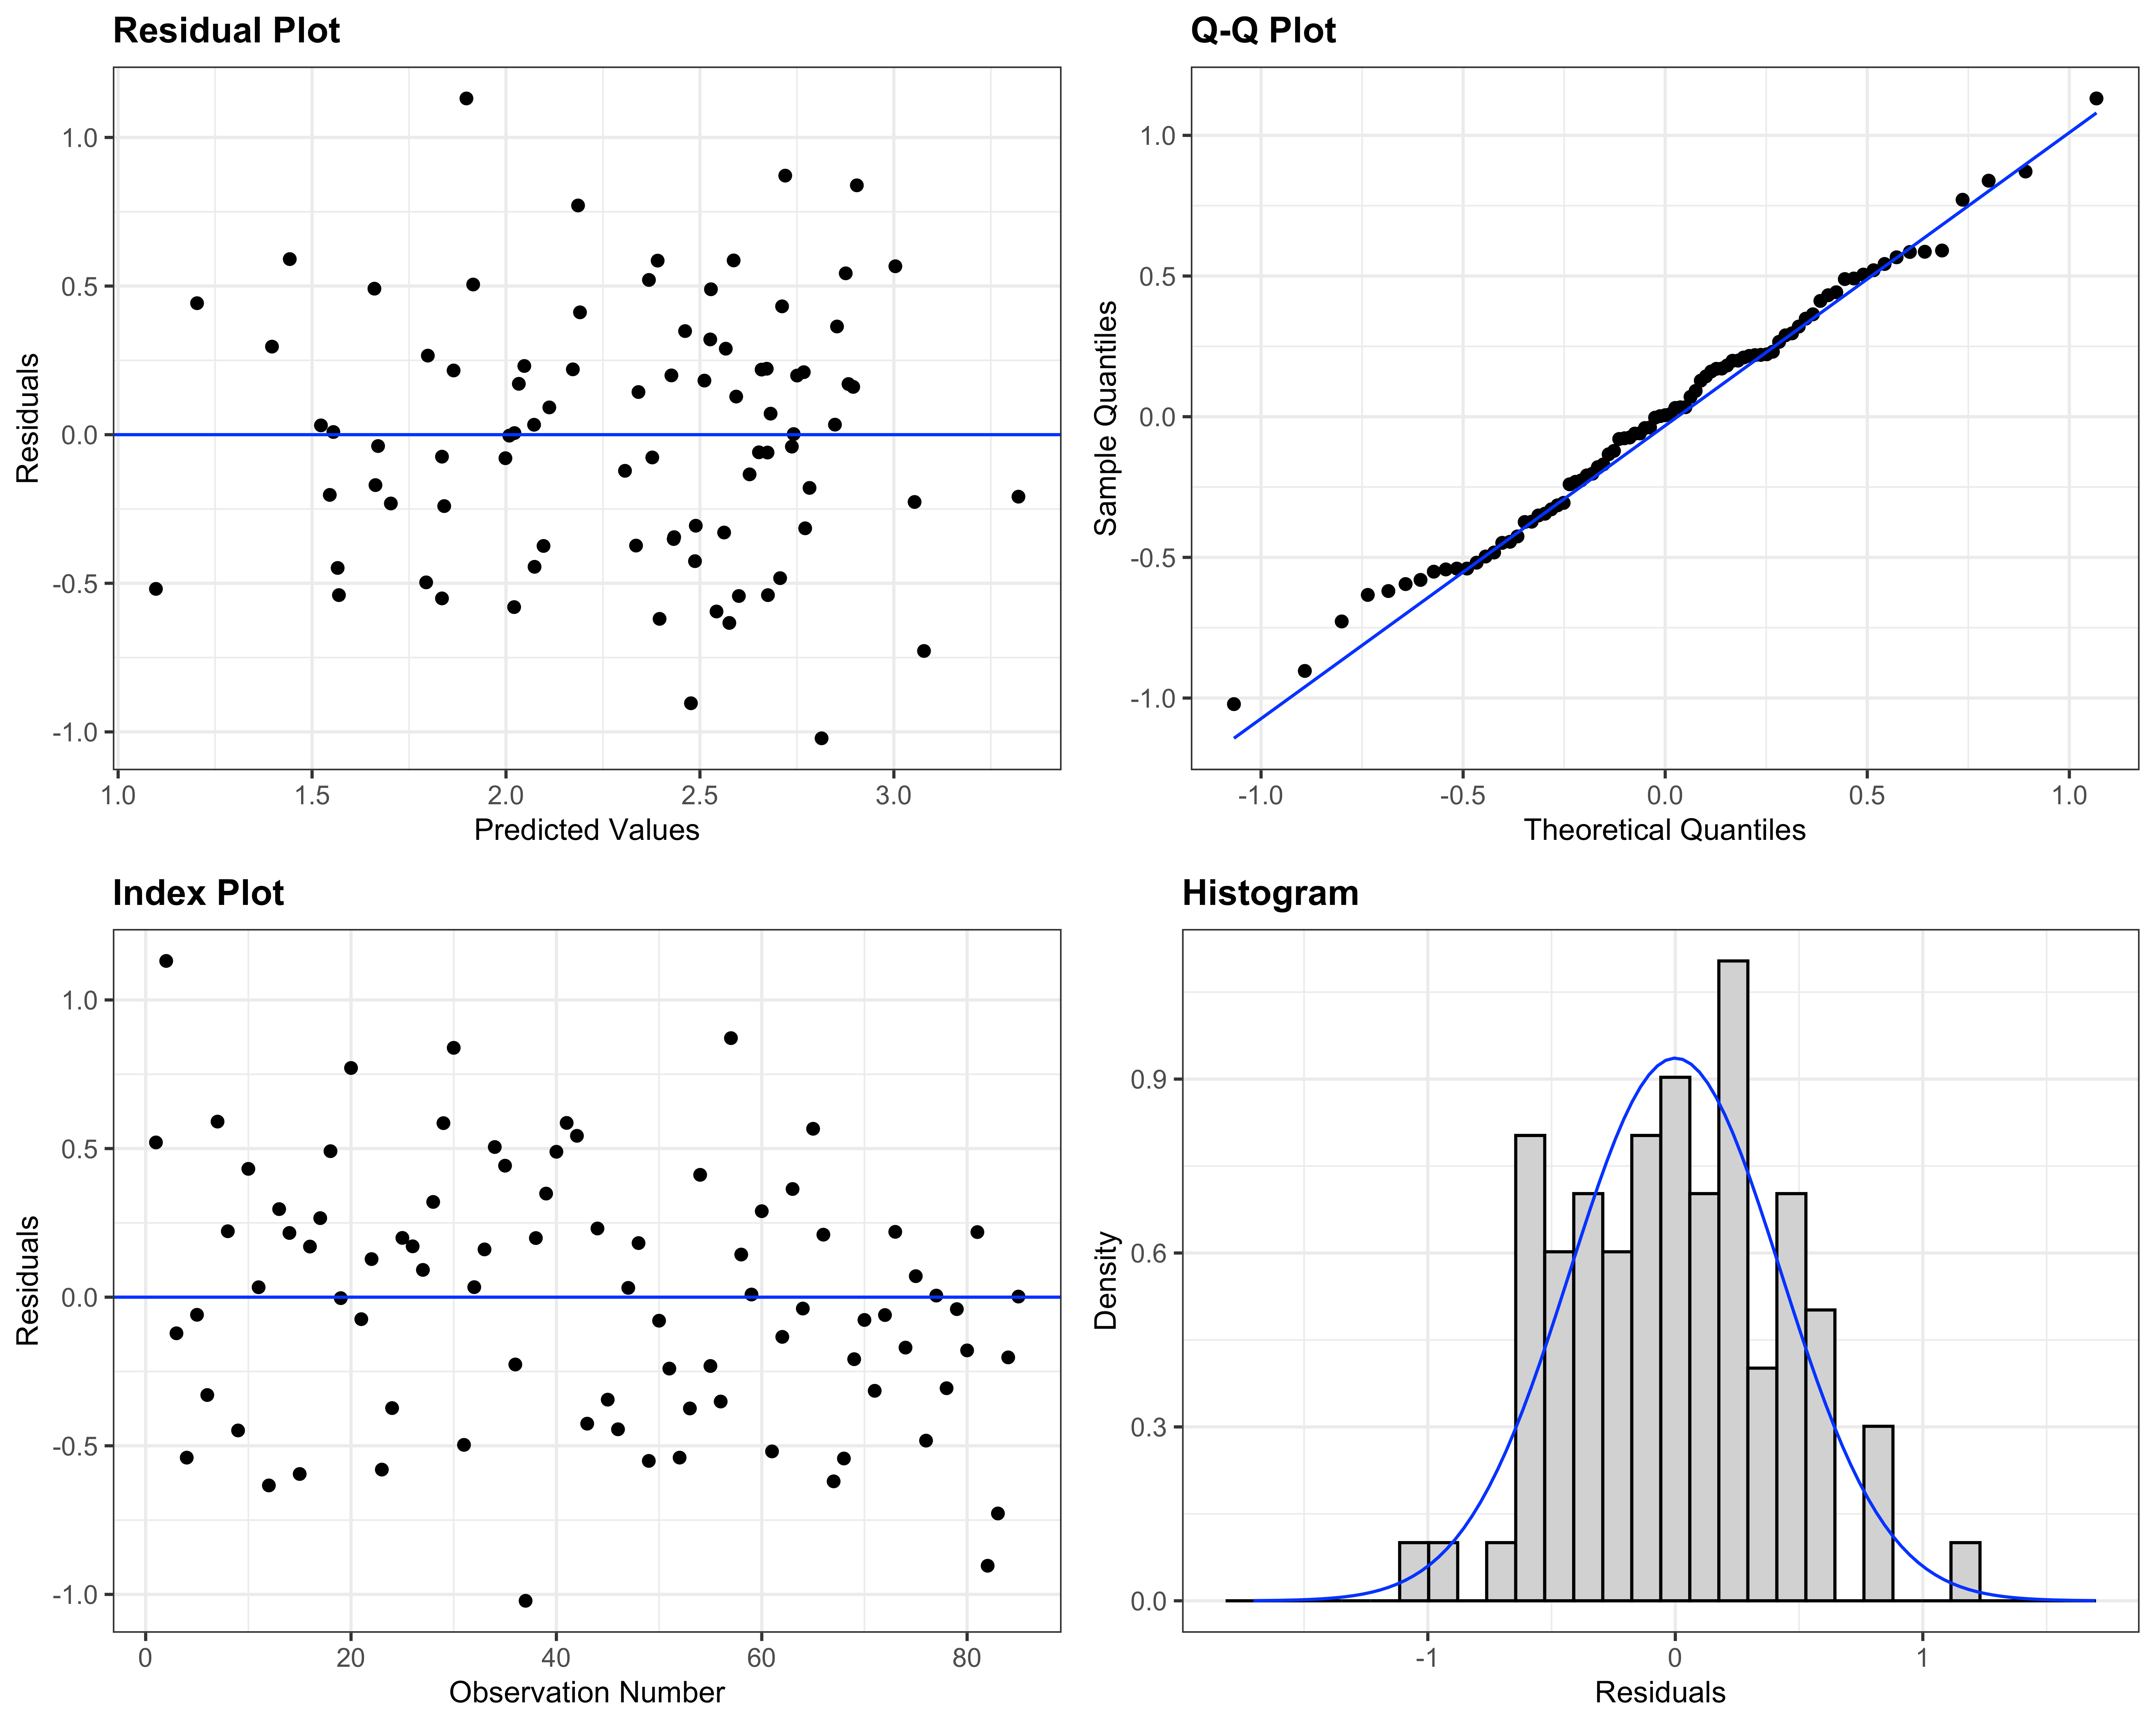 Residual Plot
Residuals
1.0
0.5
0.0
-0.5
-1.0
1.0 1.5 2.0 2.5 3.0
Predicted Values
Q-Q Plot
Sample Quantiles
1.0
0.5
0.0
-0.5
-1.0
-1.0 -0.5 0.0 0.5 1.0
Theoretical Quantiles
Index Plot
Residuals
1.0
0.5
0.0
-0.5
-1.0
0 20 40 60 80
Observation Number
Histogram
Density
0.9
0.6
0.3
0.0
-1 0 1
Residuals